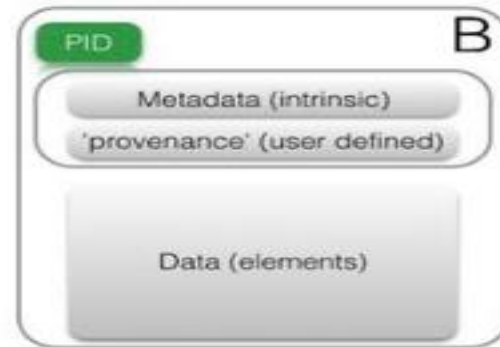 PID
B
Metadata (intrinsic)
'provenance' (user defined)
Data (elements)